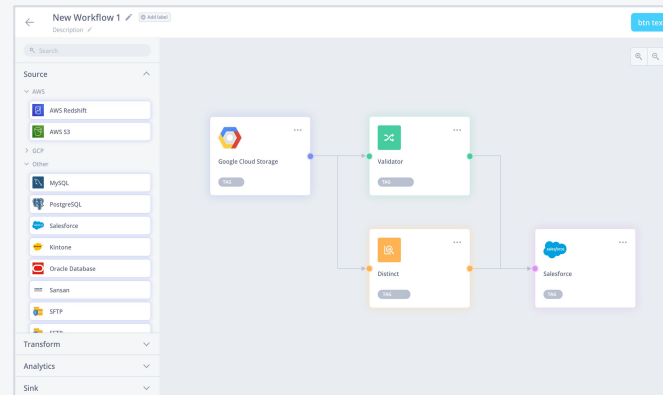 New Workflow 1
Add label
Description
btn tex
Search
Source
AWS
AWS Redshift
AWS S3
GCP
Other
MySQL
PostgreSQL
Salesforce
Kintone
Oracle Database
Sansan
SFTP
Transform
Analytics
Sink
Google Cloud Storage
TAG
Validator
TAG
Distinct
TAG
salesforce
Salesforce
TAG